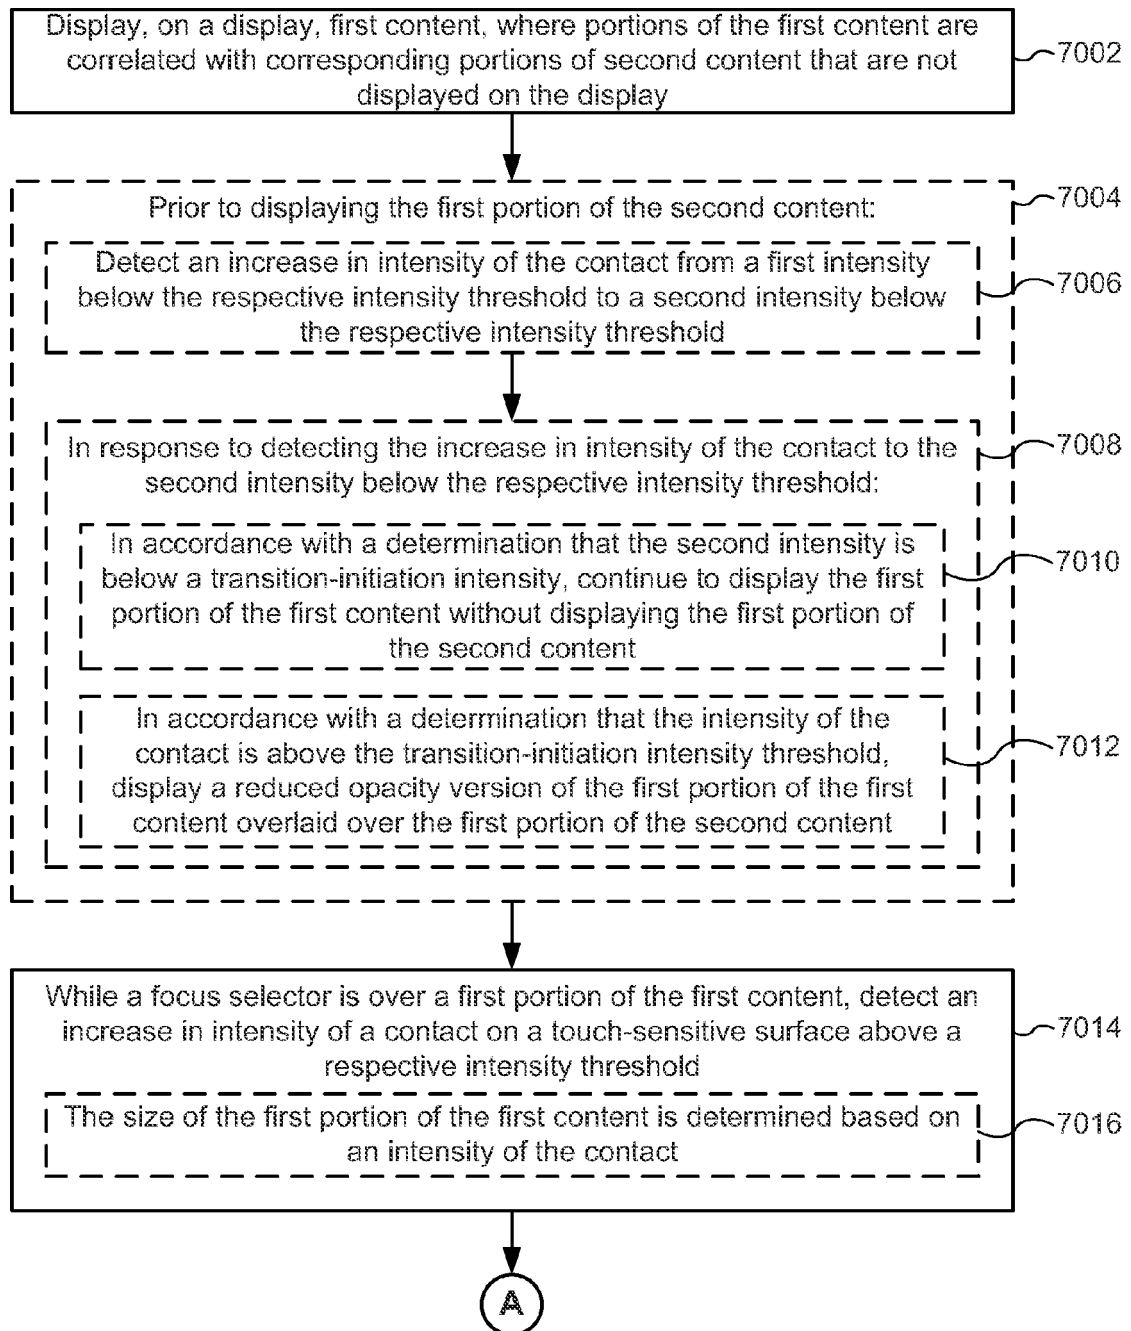 Display, on a display, first content, where portions of the first content are
correlated with corresponding portions of second content that are not
displayed on the display
7002
Prior to displaying the first portion of the second content:
7004
Detect an increase in intensity of the contact from a first intensity
below the respective intensity threshold to a second intensity below
the respective intensity threshold
7006
In response to detecting the increase in intensity of the contact to the
second intensity below the respective intensity threshold:
7008
In accordance with a determination that the second intensity is
below a transition-initiation intensity, continue to display the first
portion of the first content without displaying the first portion of
the second content
7010
In accordance with a determination that the intensity of the
contact is above the transition-initiation intensity threshold,
display a reduced opacity version of the first portion of the first
content overlaid over the first portion of the second content
7012
While a focus selector is over a first portion of the first content, detect an
increase in intensity of a contact on a touch-sensitive surface above a
respective intensity threshold
7014
The size of the first portion of the first content is determined based on
an intensity of the contact
7016
A